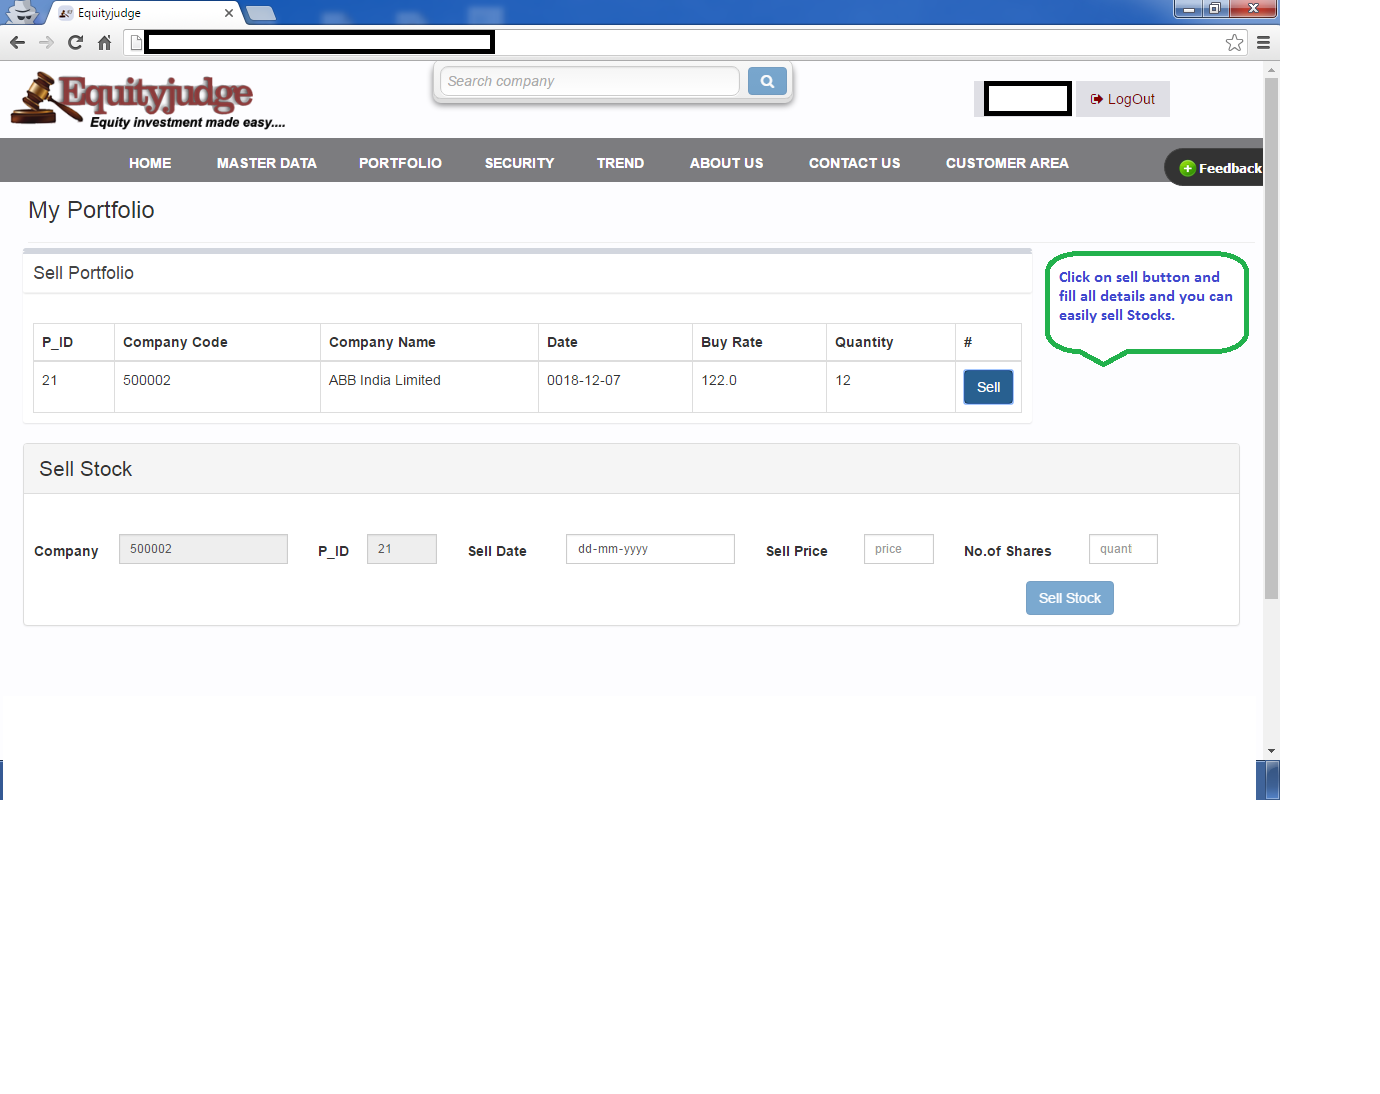 Equityjudge
Equityjudge
Equity investment made easy....
Search company
LogOut
HOME MASTER DATA PORTFOLIO SECURITY TREND ABOUT US CONTACT US CUSTOMER AREA
Feedback
My Portfolio
Sell Portfolio
Click on sell button and
fill all details and you can
easily sell Stocks.
P_ID Company Code Company Name Date Buy Rate Quantity #
21 500002 ABB India Limited 0018-12-07 122.0 12 Sell
Sell Stock
Company 500002 P_ID 21 Sell Date dd-mm-yyyy Sell Price price No.of Shares quant
Sell Stock